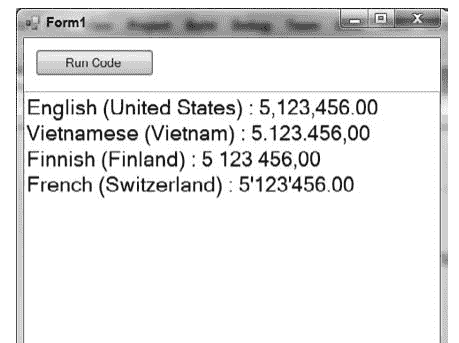 Form1
Run Code
English (United States) : 5,123,456.00
Vietnamese (Vietnam) : 5.123.456,00
Finnish (Finland) : 5 123 456,00
French (Switzerland) : 5'123'456.00